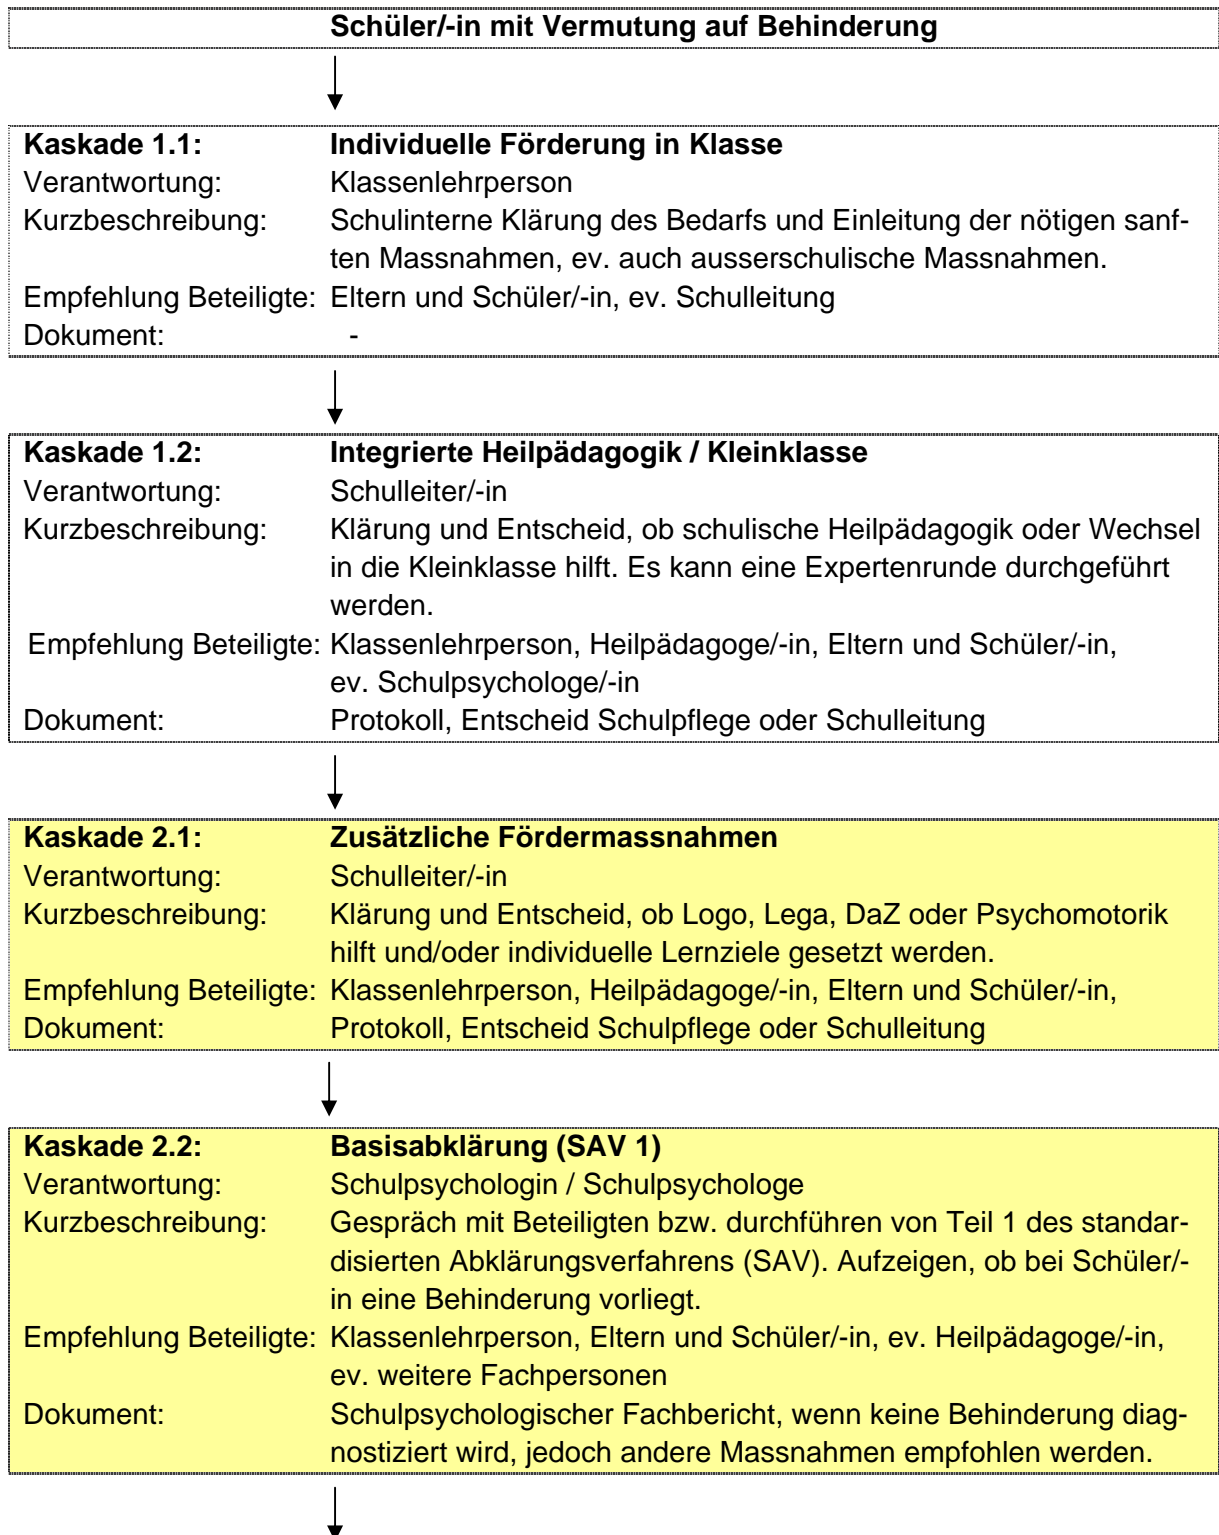 Schüler/-in mit Vermutung auf Behinderung
Kaskade 1.1: Individuelle Förderung in Klasse
Verantwortung: Klassenlehrperson
Kurzbeschreibung: Schulinterne Klärung des Bedarfs und Einleitung der nötigen sanf-
ten Massnahmen, ev. auch ausserschulische Massnahmen.
Empfehlung Beteiligte: Eltern und Schüler/-in, ev. Schulleitung
Dokument: -
Kaskade 1.2: Integrierte Heilpädagogik / Kleinklasse
Verantwortung: Schulleiter/-in
Kurzbeschreibung: Klärung und Entscheid, ob schulische Heilpädagogik oder Wechsel
in die Kleinklasse hilft. Es kann eine Expertenrunde durchgeführt
werden.
Empfehlung Beteiligte: Klassenlehrperson, Heilpädagoge/-in, Eltern und Schüler/-in,
ev. Schulpsychologe/-in
Dokument: Protokoll, Entscheid Schulpflege oder Schulleitung
Kaskade 2.1: Zusätzliche Fördermassnahmen
Verantwortung: Schulleiter/-in
Kurzbeschreibung: Klärung und Entscheid, ob Logo, Lega, DaZ oder Psychomotorik
hilft und/oder individuelle Lernziele gesetzt werden.
Empfehlung Beteiligte: Klassenlehrperson, Heilpädagoge/-in, Eltern und Schüler/-in,
Dokument: Protokoll, Entscheid Schulpflege oder Schulleitung
Kaskade 2.2: Basisabklärung (SAV 1)
Verantwortung: Schulpsychologin / Schulpsychologe
Kurzbeschreibung: Gespräch mit Beteiligten bzw. durchführen von Teil 1 des standar-
disierten Abklärungsverfahrens (SAV). Aufzeigen, ob bei Schüler/-
in eine Behinderung vorliegt.
Empfehlung Beteiligte: Klassenlehrperson, Eltern und Schüler/-in, ev. Heilpädagoge/-in,
ev. weitere Fachpersonen
Dokument: Schulpsychologischer Fachbericht, wenn keine Behinderung diag-
nostiziert wird, jedoch andere Massnahmen empfohlen werden.